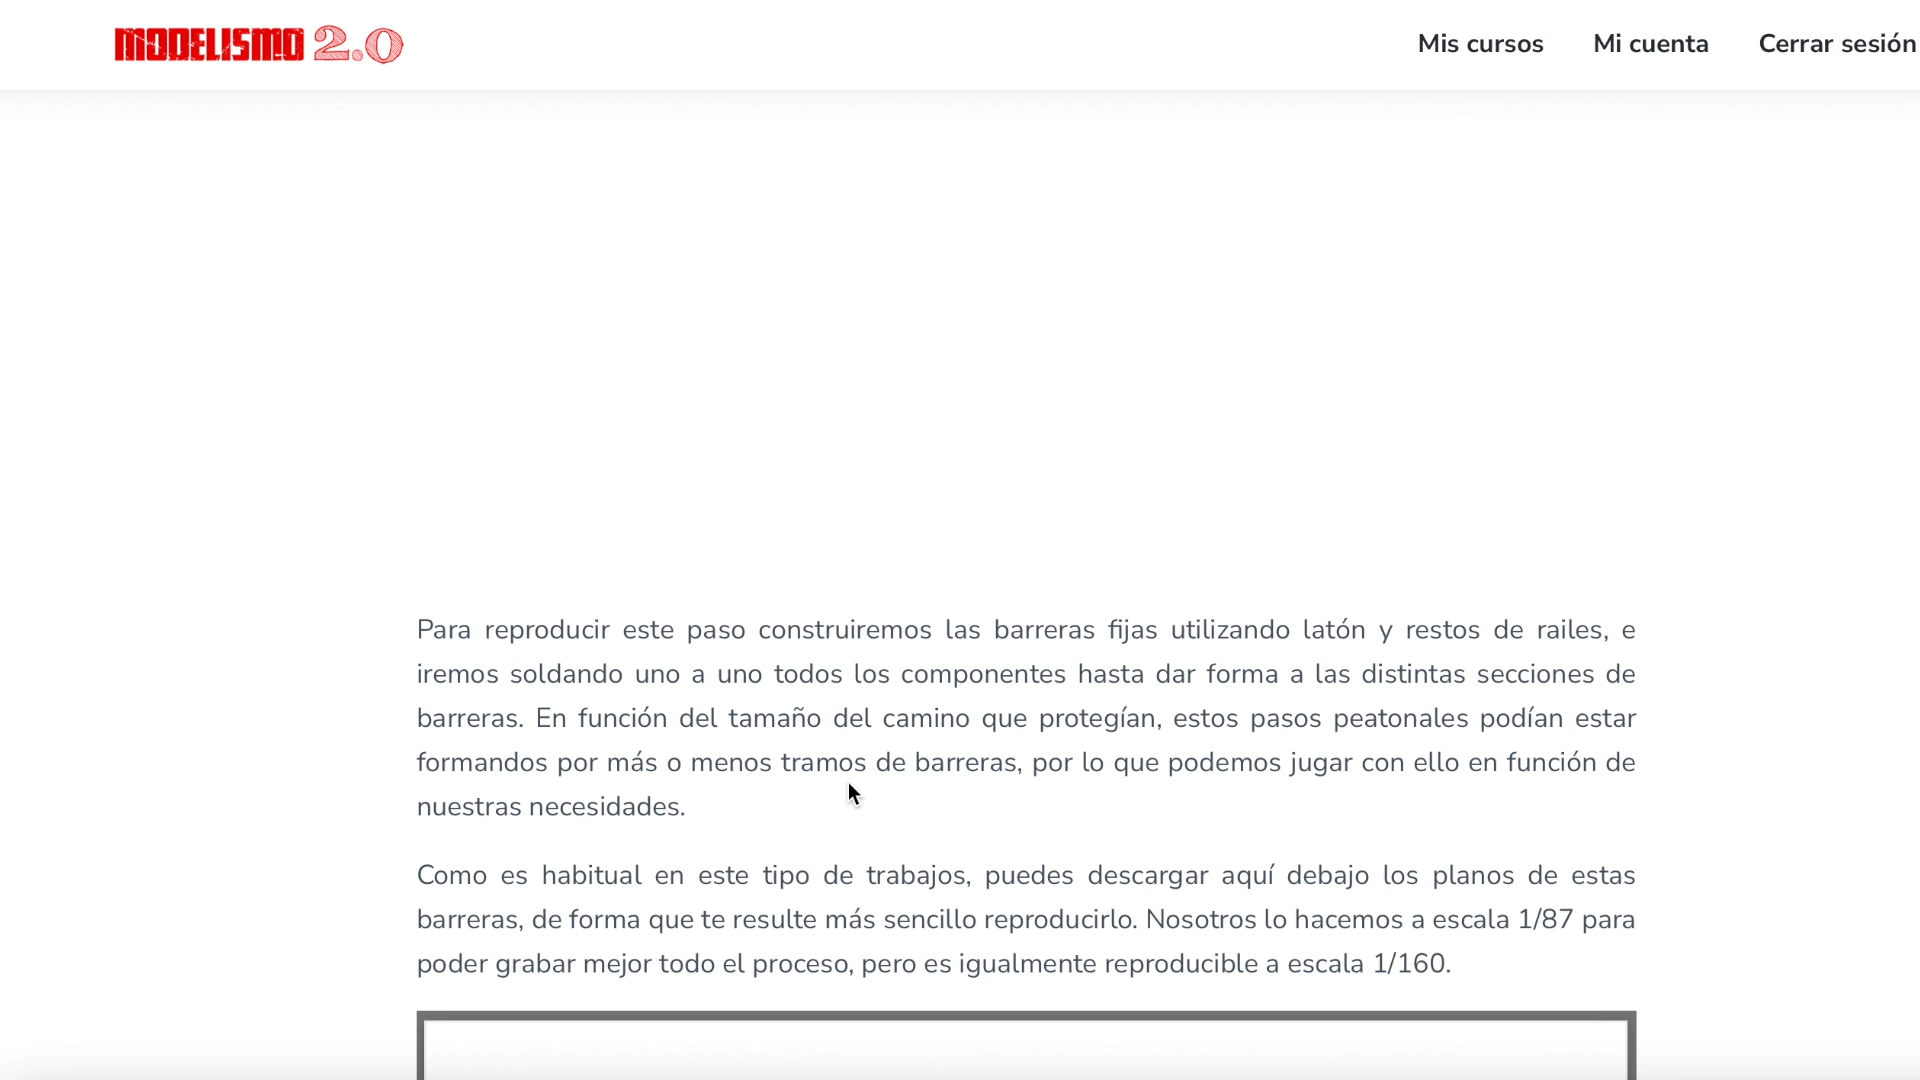 MODELISMO 2.0
Mis cursos
Mi cuenta
Cerrar sesión
Para reproducir este paso construiremos las barreras fijas utilizando latón y restos de railes, e
iremos soldando uno a uno todos los componentes hasta dar forma a las distintas secciones de
barreras. En función del tamaño del camino que protegían, estos pasos peatonales podían estar
formandos por más o menos tramos de barreras, por lo que podemos jugar con ello en función de
nuestras necesidades.
Como es habitual en este tipo de trabajos, puedes descargar aquí debajo los planos de estas
barreras, de forma que te resulte más sencillo reproducirlo. Nosotros lo hacemos a escala 1/87 para
poder grabar mejor todo el proceso, pero es igualmente reproducible a escala 1/160.